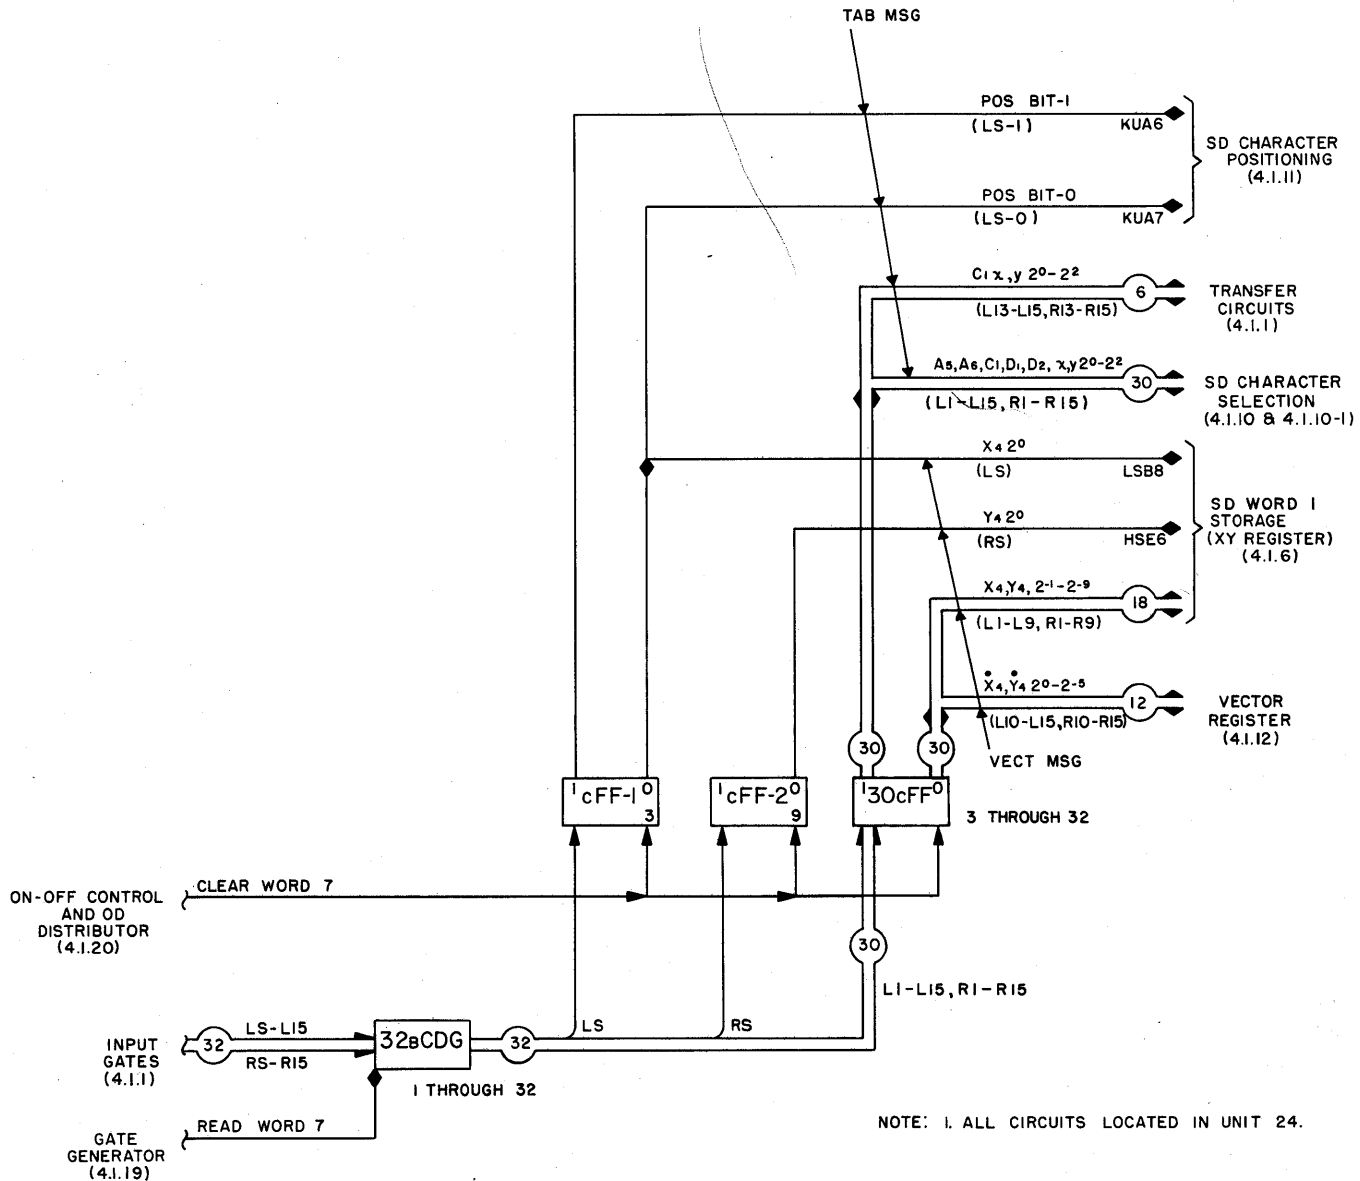 TAB MSG
POS BIT-1
(LS-1)
KUA6
SD CHARACTER
POSITIONING
(4.1.11)
POS BIT-0
(LS-0)
KUA7
C1 x,y 2⁰-2²
(L13-L15,R13-R15)
6
TRANSFER
CIRCUITS
(4.1.1)
A5,A6,C1,D1,D2, x,y2⁰-2²
(L1-L15, R1-R15)
30
SD CHARACTER
SELECTION
(4.1.10 & 4.1.10-1)
X4 2⁰
(LS)
LSB8
Y4 2⁰
(RS)
HSE6
SD WORD 1
STORAGE
(XY REGISTER)
(4.1.6)
X4,Y4, 2⁻¹-2⁻⁹
(L1-L9, R1-R9)
18
Ẋ4,Ẏ4 2⁰-2⁻⁵
(L10-L15,R10-R15)
12
VECTOR
REGISTER
(4.1.12)
VECT MSG
30
30
1 cFF-1 0
3
1 cFF-2 0
9
1 30cFF 0
3 THROUGH 32
ON-OFF CONTROL
AND OD
DISTRIBUTOR
(4.1.20)
CLEAR WORD 7
30
L1-L15, R1-R15
INPUT
GATES
(4.1.1)
32
LS-L15
RS-R15
32BCDG
32
LS
RS
1 THROUGH 32
GATE
GENERATOR
(4.1.19)
READ WORD 7
NOTE: 1. ALL CIRCUITS LOCATED IN UNIT 24.